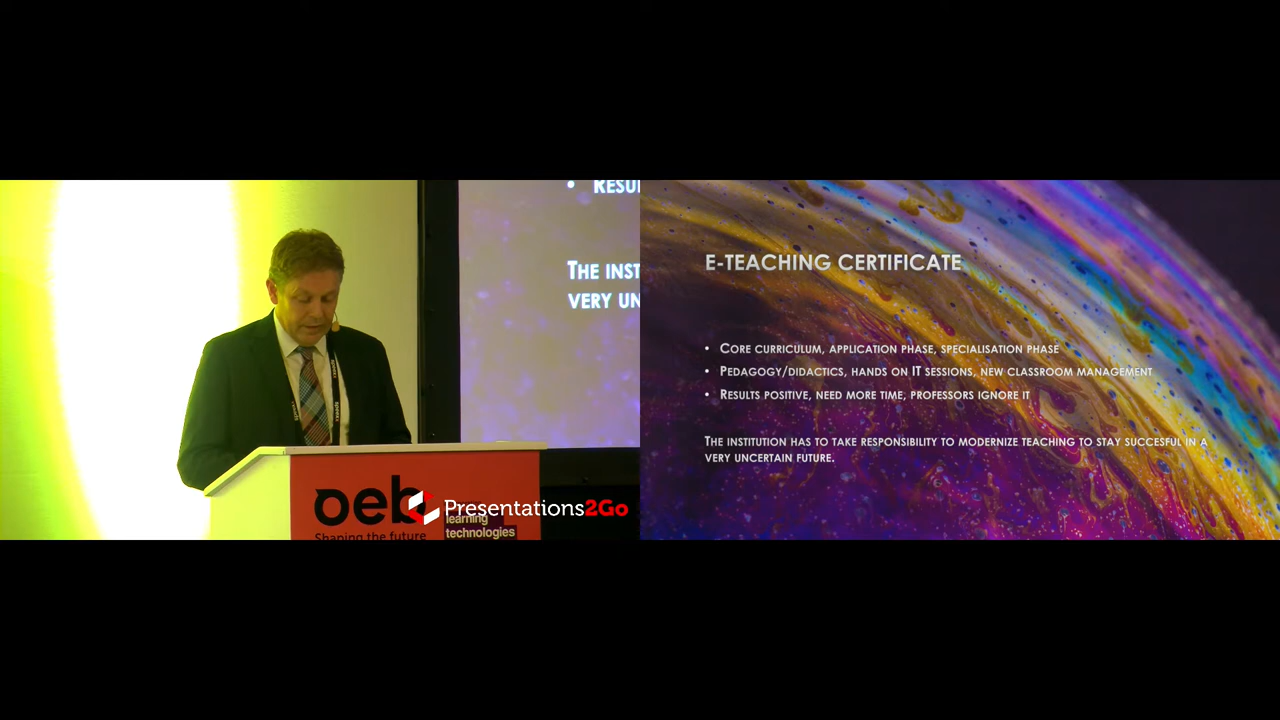 • RESU
THE INST
VERY UN
oeb
Shaping the future
learning
technologies
Presentations2Go
E-TEACHING CERTIFICATE
• CORE CURRICULUM, APPLICATION PHASE, SPECIALISATION PHASE
• PEDAGOGY/DIDACTICS, HANDS ON IT SESSIONS, NEW CLASSROOM MANAGEMENT
• RESULTS POSITIVE, NEED MORE TIME, PROFESSORS IGNORE IT
THE INSTITUTION HAS TO TAKE RESPONSIBILITY TO MODERNIZE TEACHING TO STAY SUCCESFUL IN A
VERY UNCERTAIN FUTURE.